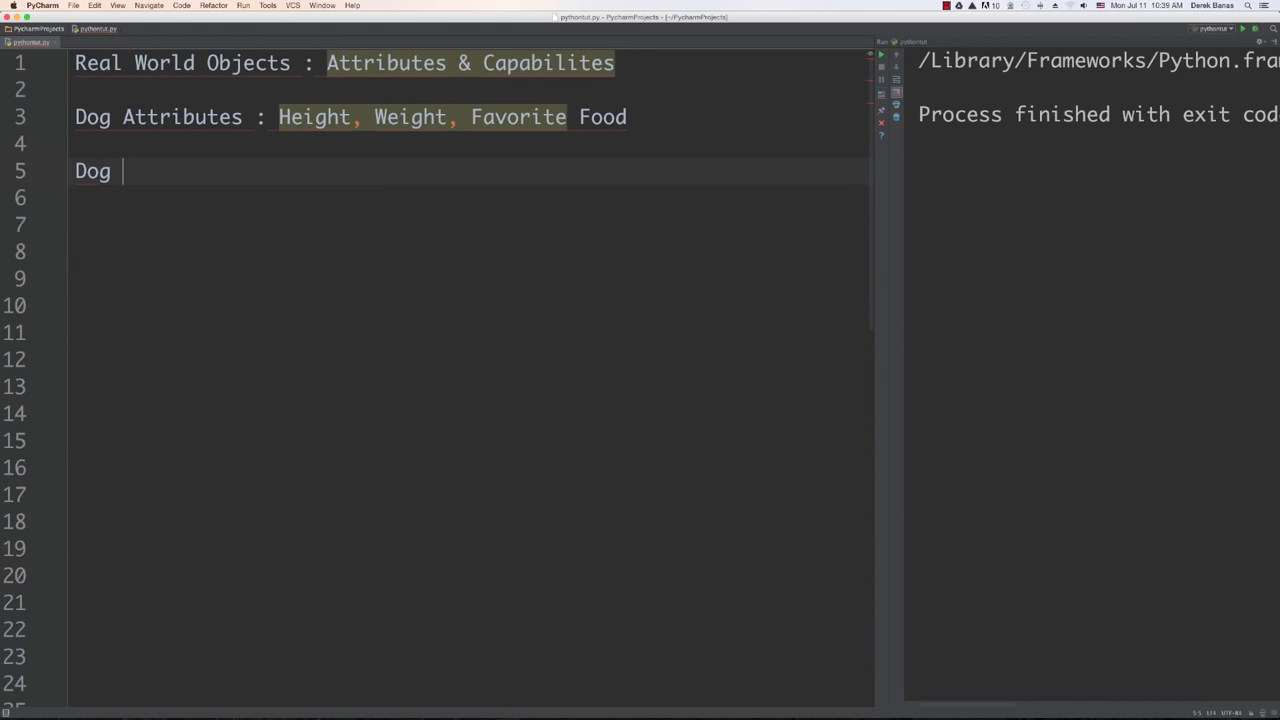 PyCharm File Edit View Navigate Code Refactor Run Tools VCS Window Help
10 Mon Jul 11 10:39 AM Derek Banas
pythontut.py - PycharmProjects - [~/PycharmProjects]
PycharmProjects pythontut.py pythontut
pythontut.py Run pythontut
1 Real World Objects : Attributes & Capabilites
2
3 Dog Attributes : Height, Weight, Favorite Food
4
5 Dog
6
7
8
9
10
11
12
13
14
15
16
17
18
19
20
21
22
23
24
/Library/Frameworks/Python.fra
Process finished with exit cod
5:5 LF UTF-8